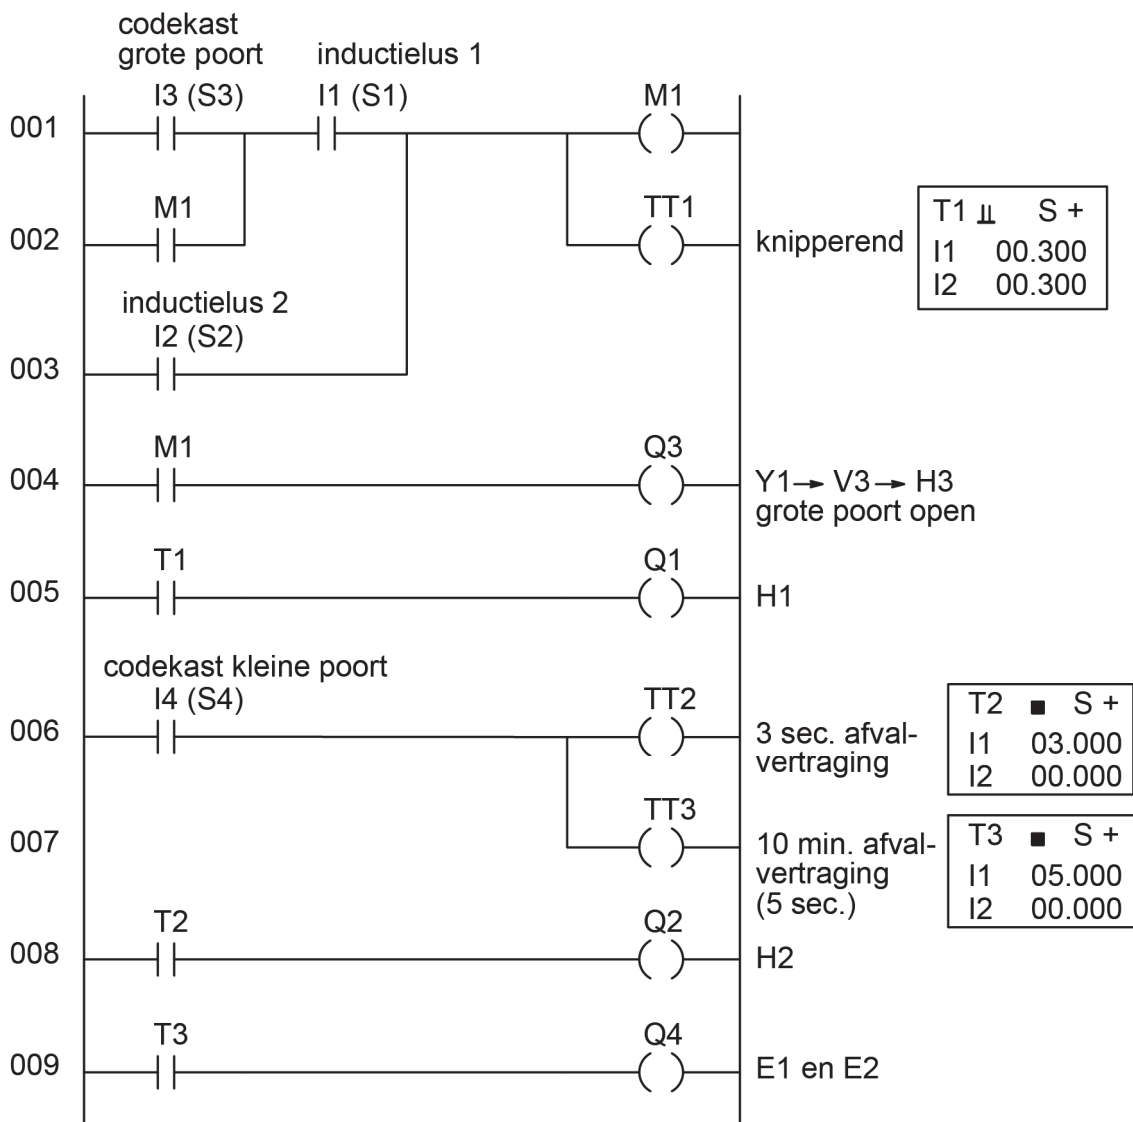 codekast
grote poort
inductielus 1
I3 (S3)
I1 (S1)
M1
001
M1
TT1
002
knipperend
T1 ⫫ S +
I1 00.300
I2 00.300
inductielus 2
I2 (S2)
003
M1
Q3
004
Y1→ V3→ H3
grote poort open
T1
Q1
005
H1
codekast kleine poort
I4 (S4)
TT2
006
3 sec. afval-
vertraging
T2 ■ S +
I1 03.000
I2 00.000
TT3
007
10 min. afval-
vertraging
(5 sec.)
T3 ■ S +
I1 05.000
I2 00.000
T2
Q2
008
H2
T3
Q4
009
E1 en E2